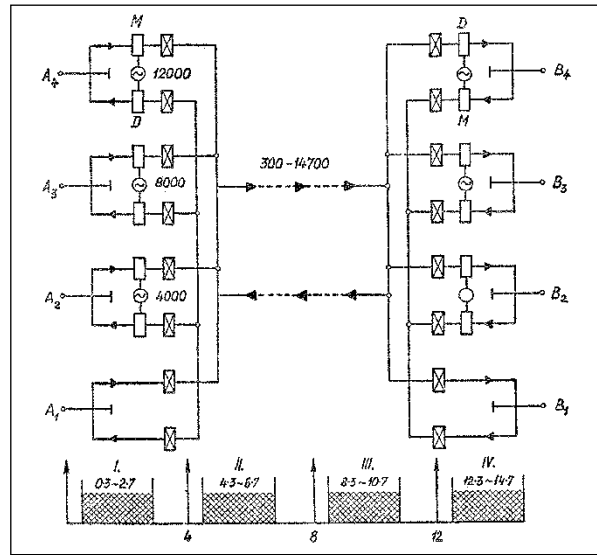 M
D
A4
12000
B4
D
M
300-14700
A3
8000
B3
A2
4000
B2
A1
B1
I.
II.
III.
IV.
0·3~2·7
4·3~6·7
8·3~10·7
12·3~14·7
4
8
12